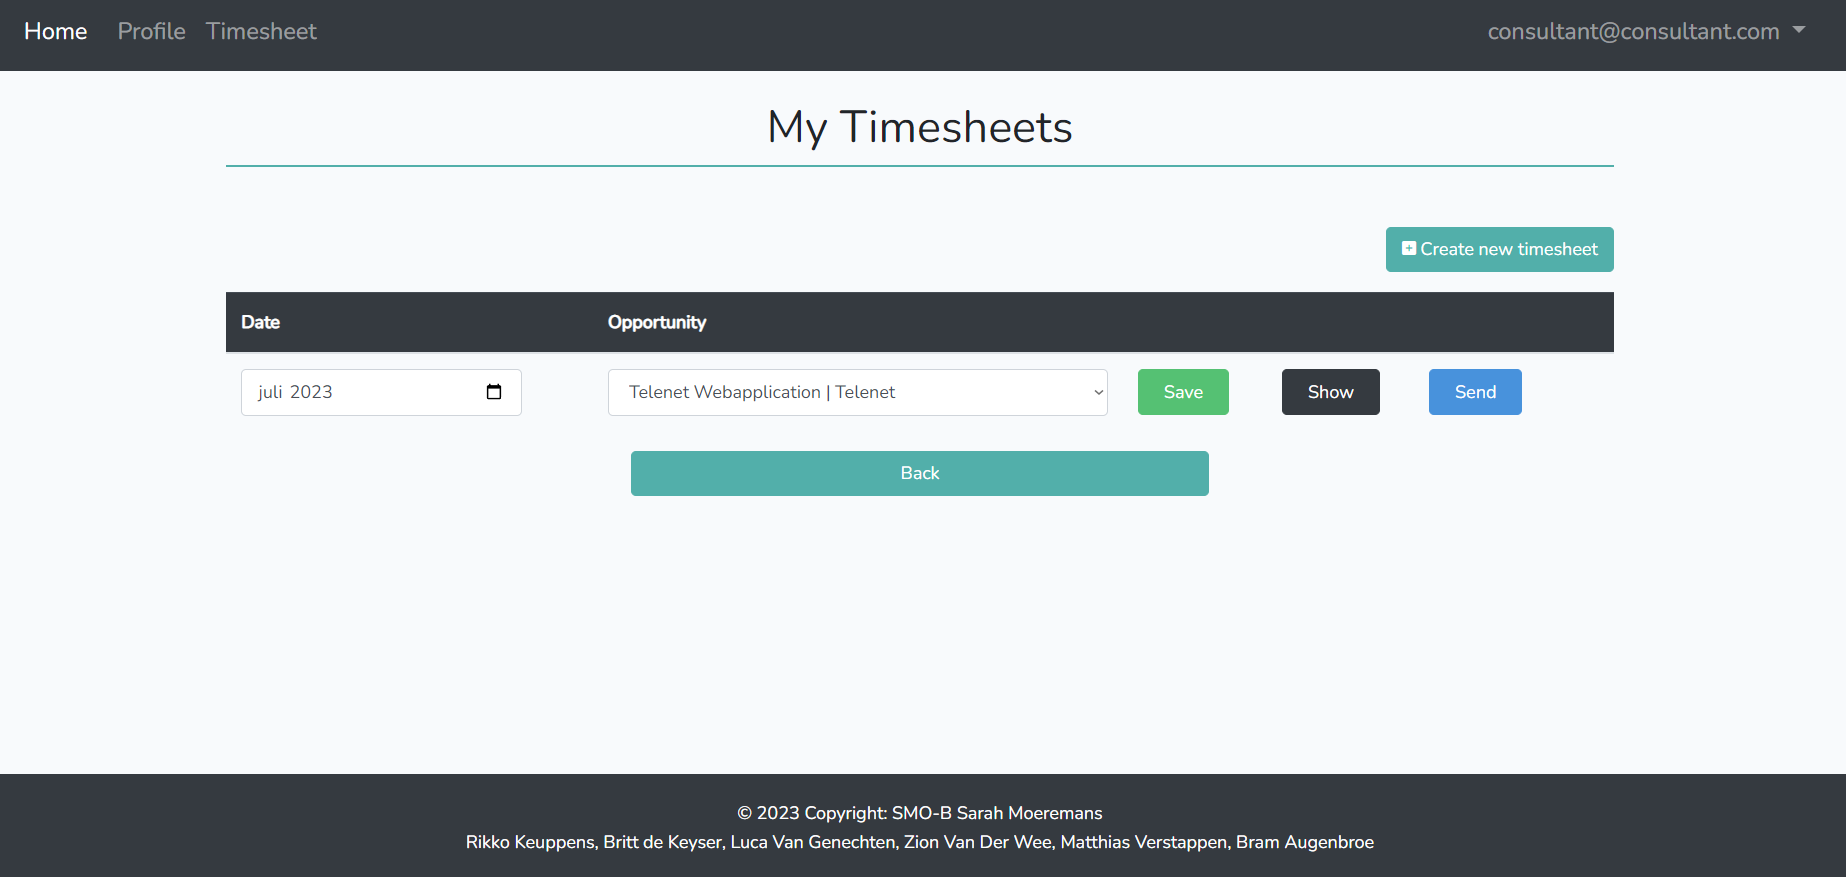 Home Profile Timesheet consultant@consultant.com
My Timesheets
Create new timesheet
Date Opportunity
juli 2023 Telenet Webapplication | Telenet Save Show Send
Back
© 2023 Copyright: SMO-B Sarah Moeremans
Rikko Keuppens, Britt de Keyser, Luca Van Genechten, Zion Van Der Wee, Matthias Verstappen, Bram Augenbroe